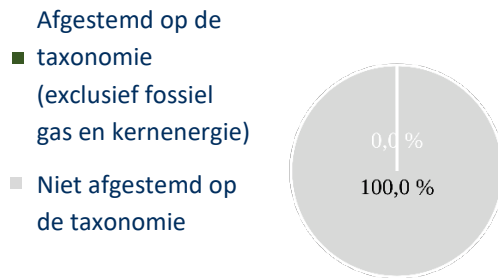 Afgestemd op de
taxonomie
(exclusief fossiel
gas en kernenergie)
Niet afgestemd op
de taxonomie
0,0 %
100,0 %